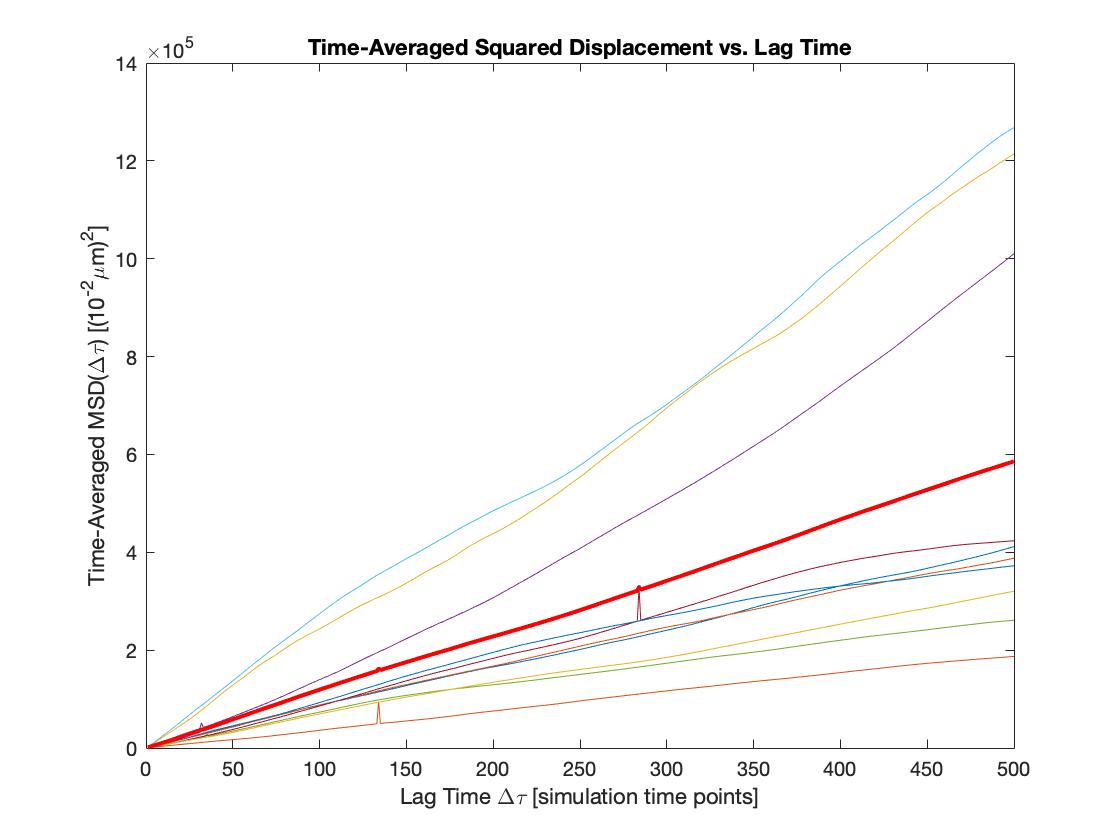 Time-Averaged Squared Displacement vs. Lag Time
×10⁵
14
12
10
8
6
4
2
0
Time-Averaged MSD(Δτ) [(10⁻² μm)²]
0 50 100 150 200 250 300 350 400 450 500
Lag Time Δτ [simulation time points]